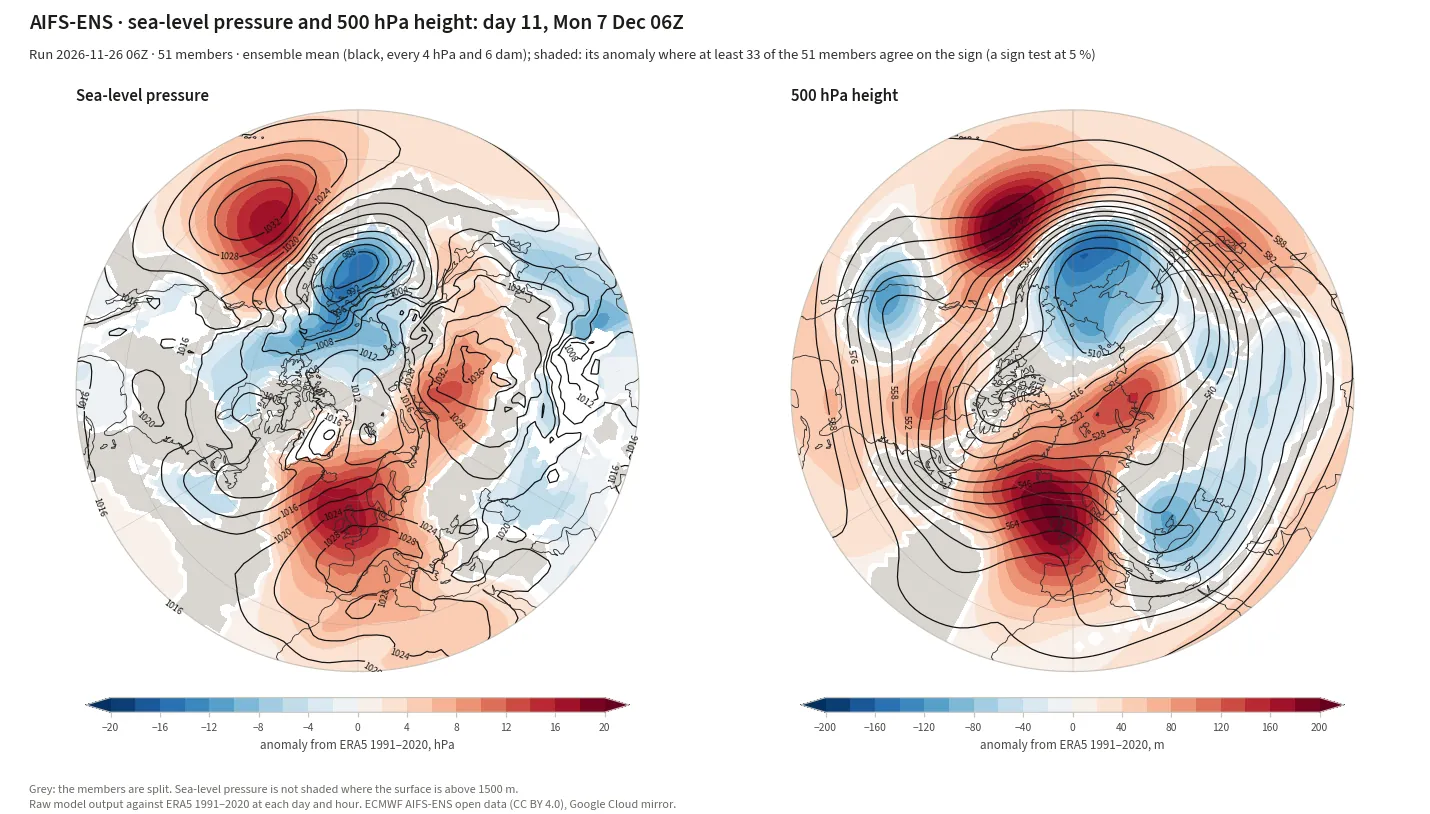 AIFS-ENS · sea-level pressure and 500 hPa height: day 11, Mon 7 Dec 06Z
Run 2026-11-26 06Z · 51 members · ensemble mean (black, every 4 hPa and 6 dam); shaded: its anomaly where at least 33 of the 51 members agree on the sign (a sign test at 5 %)
Sea-level pressure
500 hPa height
−20 −16 −12 −8 −4 0 4 8 12 16 20
anomaly from ERA5 1991–2020, hPa
−200 −160 −120 −80 −40 0 40 80 120 160 200
anomaly from ERA5 1991–2020, m
Grey: the members are split. Sea-level pressure is not shaded where the surface is above 1500 m.
Raw model output against ERA5 1991–2020 at each day and hour. ECMWF AIFS-ENS open data (CC BY 4.0), Google Cloud mirror.